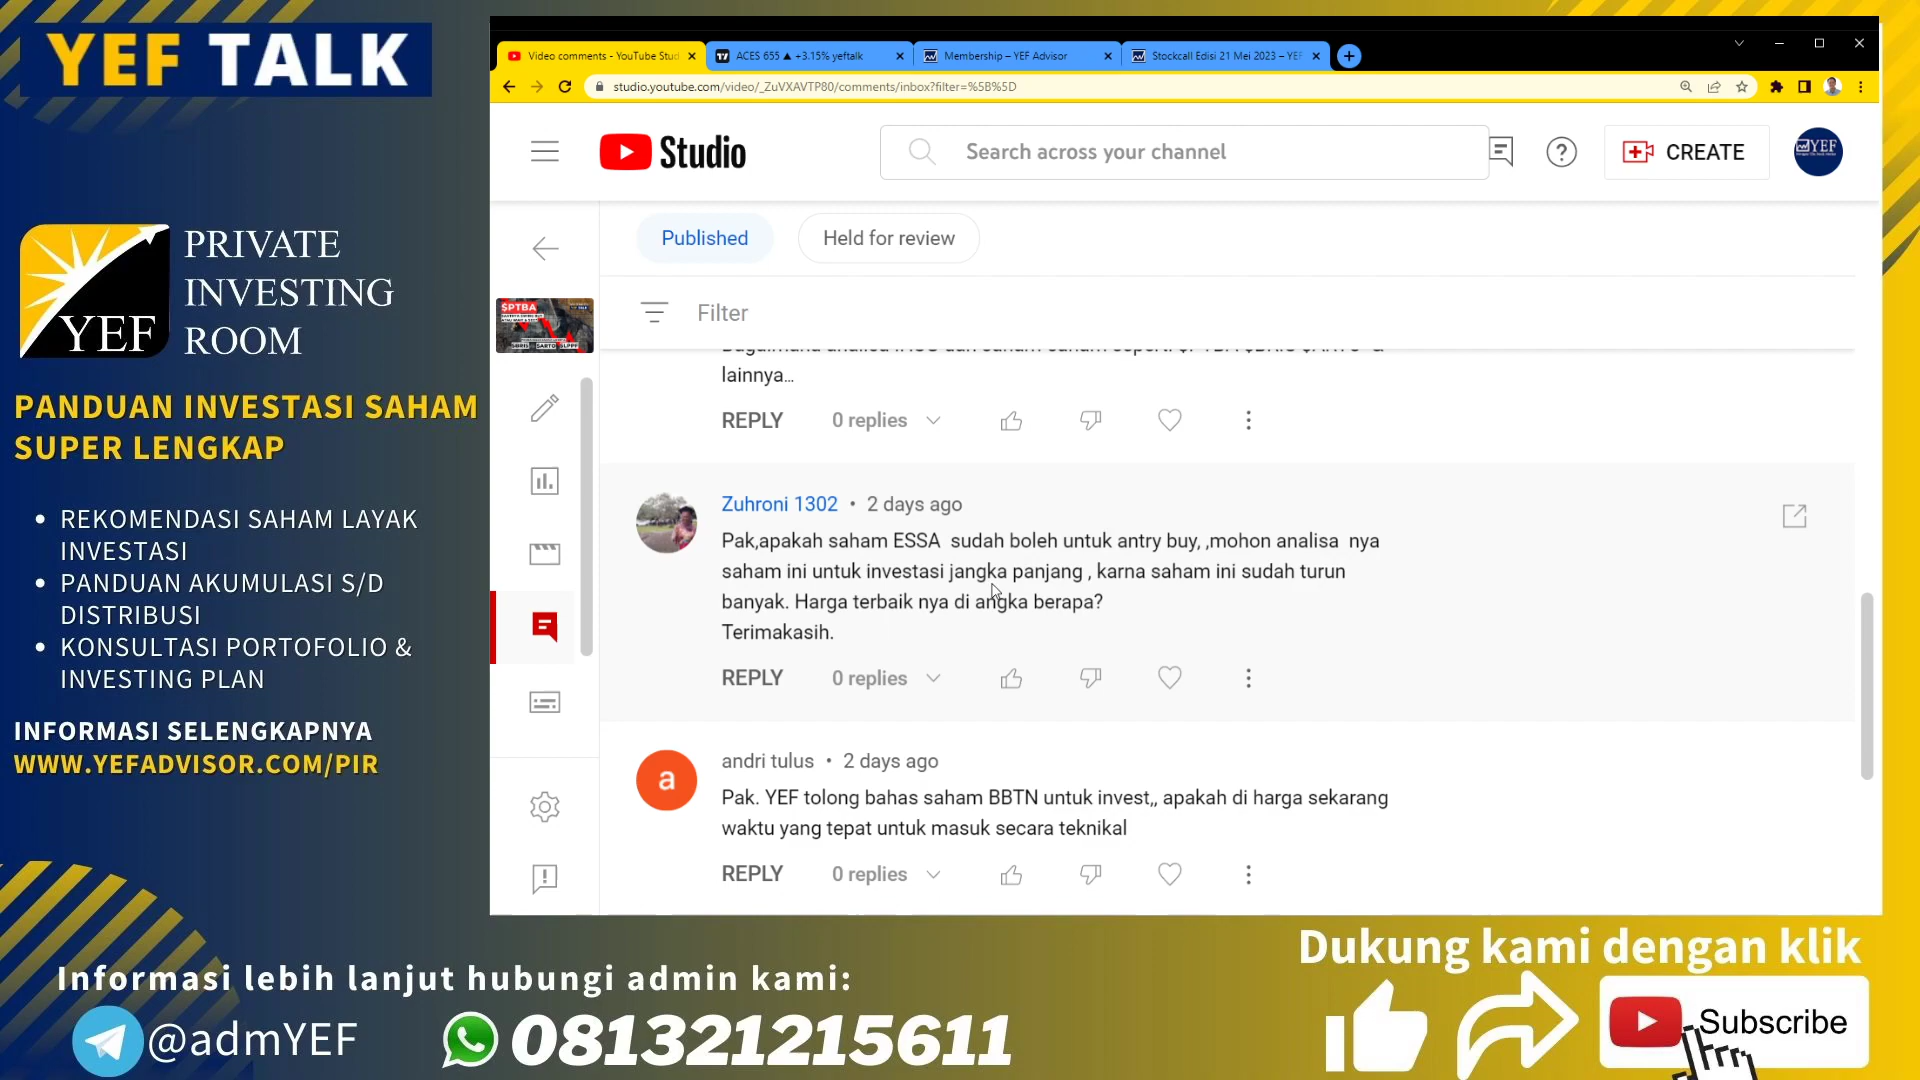 YEF TALK
YEF
PRIVATE
INVESTING
ROOM
PANDUAN INVESTASI SAHAM
SUPER LENGKAP
REKOMENDASI SAHAM LAYAK
INVESTASI
PANDUAN AKUMULASI S/D
DISTRIBUSI
KONSULTASI PORTOFOLIO &
INVESTING PLAN
INFORMASI SELENGKAPNYA
WWW.YEFADVISOR.COM/PIR
Video comments - YouTube Stud
ACES 655 ▲ +3.15% yeftalk
Membership – YEF Advisor
Stockcall Edisi 21 Mei 2023 – YEF
studio.youtube.com/video/_ZuVXAVTP80/comments/inbox?filter=%5B%5D
Studio
Search across your channel
CREATE
YEF
Published
Held for review
$PTBA
Filter
lainnya...
REPLY 0 replies
Zuhroni 1302 • 2 days ago
Pak,apakah saham ESSA sudah boleh untuk antry buy, ,mohon analisa nya
saham ini untuk investasi jangka panjang , karna saham ini sudah turun
banyak. Harga terbaik nya di angka berapa?
Terimakasih.
REPLY 0 replies
a
andri tulus • 2 days ago
Pak. YEF tolong bahas saham BBTN untuk invest,, apakah di harga sekarang
waktu yang tepat untuk masuk secara teknikal
REPLY 0 replies
Informasi lebih lanjut hubungi admin kami:
@admYEF
081321215611
Dukung kami dengan klik
Subscribe